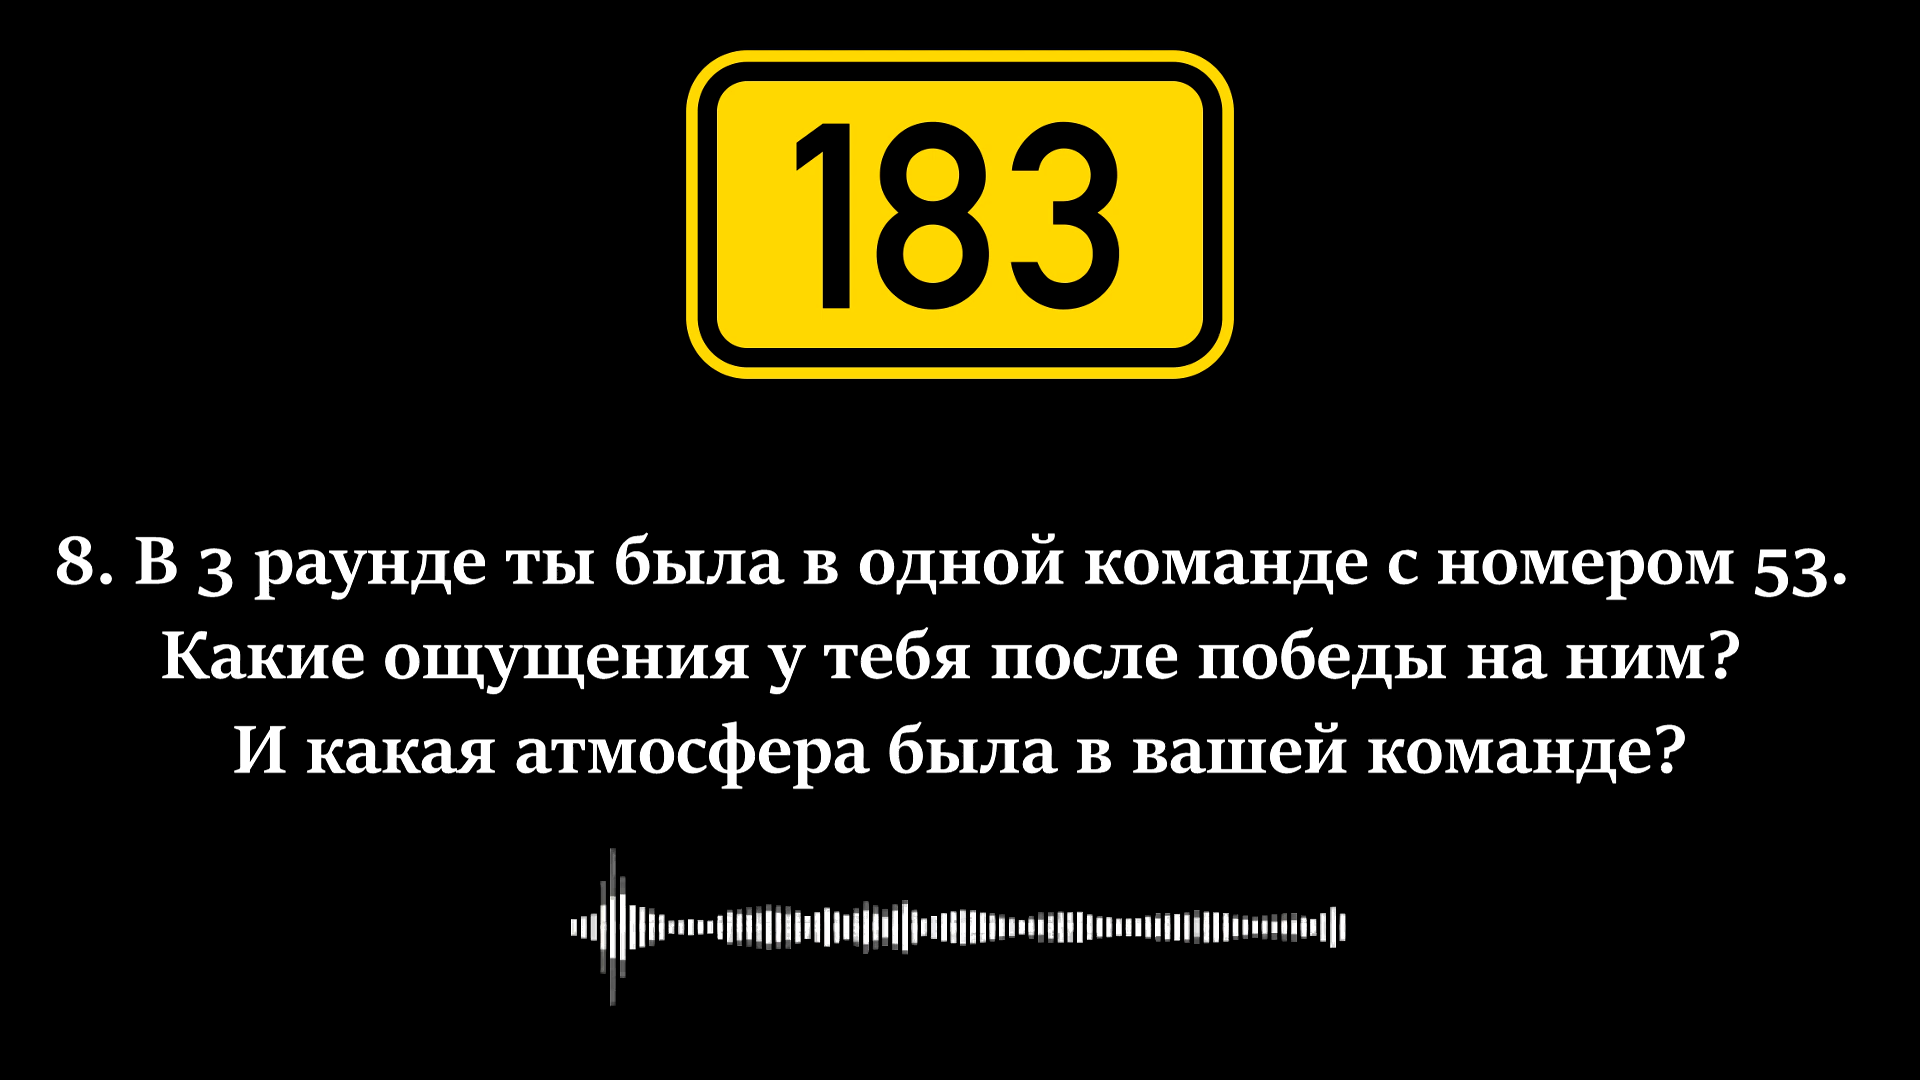 183
8. В 3 раунде ты была в одной команде с номером 53.
Какие ощущения у тебя после победы на ним?
И какая атмосфера была в вашей команде?